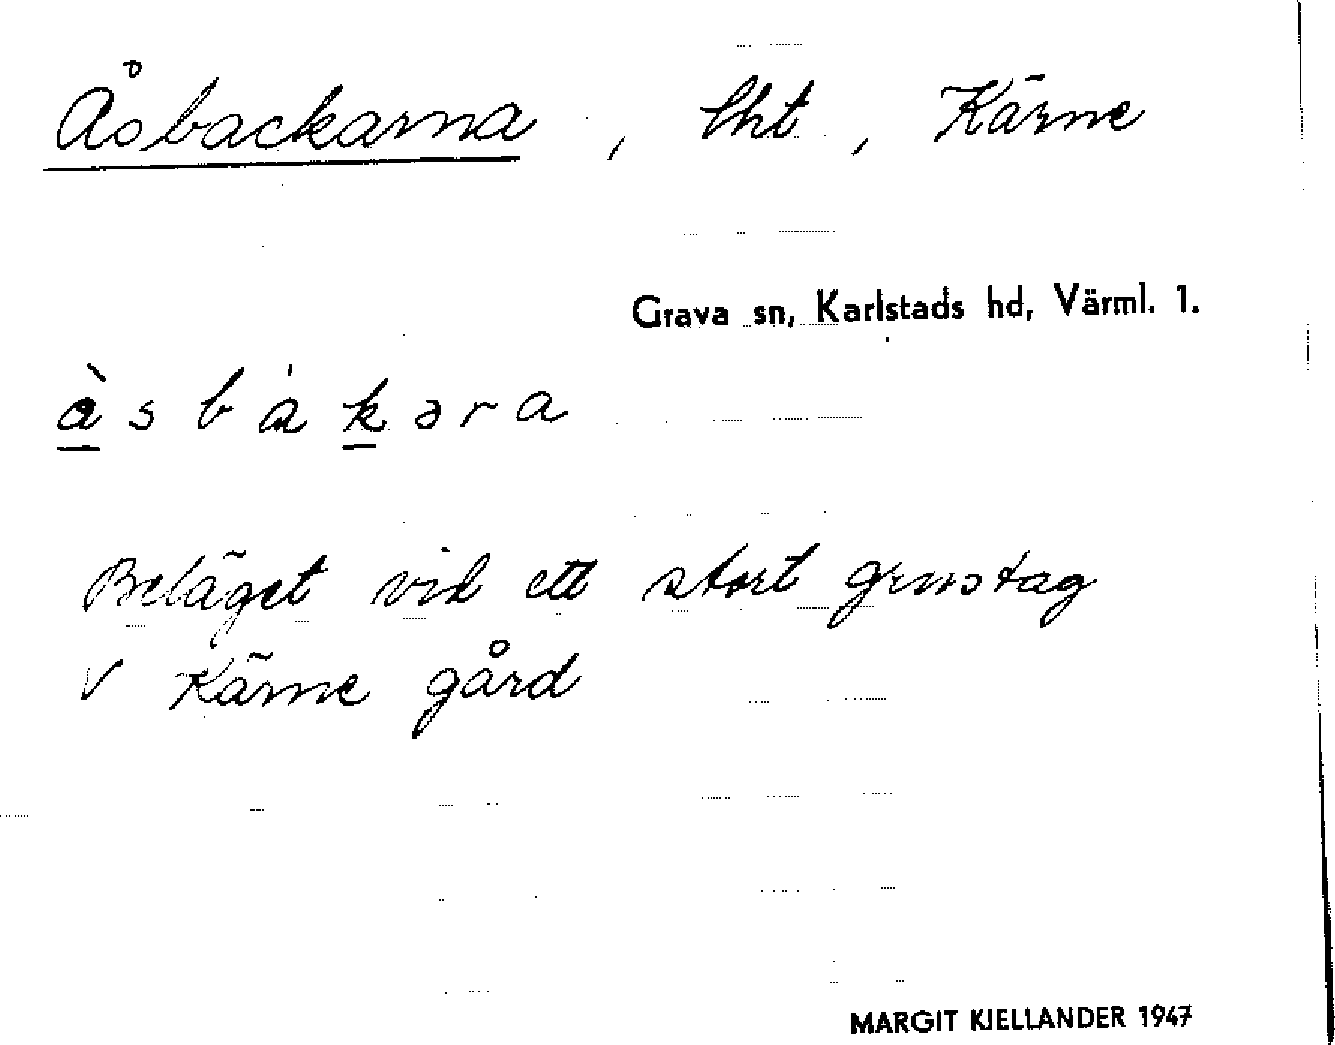 Åsbackarna, lht, Kärne
Grava sn, Karlstads hd, Värml. 1.
à s b á k ə r a
Beläget vid ett stort grustag
V Kärne gård
MARGIT KJELLANDER 1947